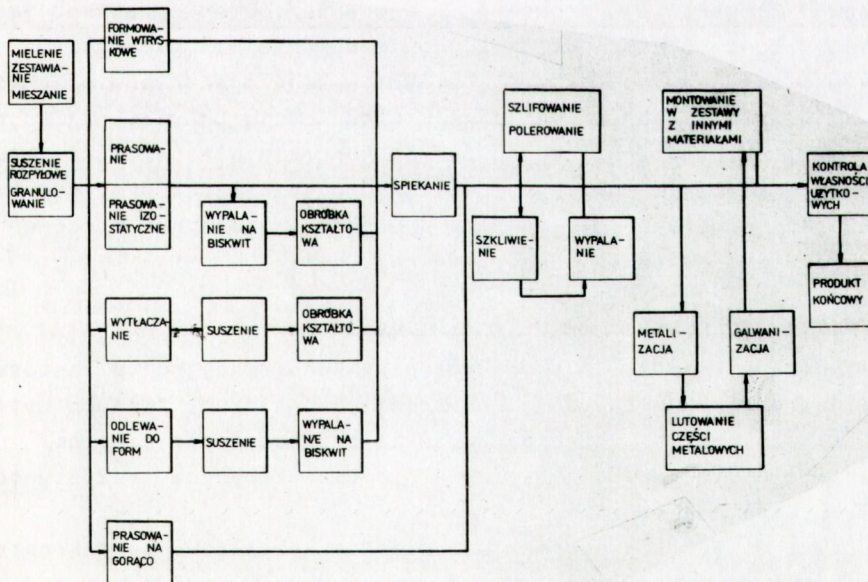 MIELENIE
ZESTAWIA-
NIE
MIESZANIE
SUSZENIE
ROZPYŁOWE
GRANULO-
WANIE
FORMOWA-
NIE WTRYS-
KOWE
PRASOWA-
NIE
PRASOWA-
NIE IZO-
STATYCZNE
WYPALA-
NIE NA
BISKWIT
OBRÓBKA
KSZTAŁTO-
WA
WYTŁACZA-
NIE
SUSZENIE
OBRÓBKA
KSZTAŁTO-
WA
ODLEWA-
NIE DO
FORM
SUSZENIE
WYPALA-
NIE NA
BISKWIT
PRASOWA-
NIE NA
GORĄCO
SPIEKANIE
SZLIFOWANIE
POLEROWANIE
SZKLIWIE-
NIE
WYPALA-
NIE
MONTOWANIE
W ZESTAWY
Z INNYMI
MATERIAŁAMI
METALI-
ZACJA
GALWANI-
ZACJA
LUTOWANIE
CZĘŚCI
METALOWYCH
KONTROLA
WŁASNOŚCI
UŻYTKO-
WYCH
PRODUKT
KOŃCOWY